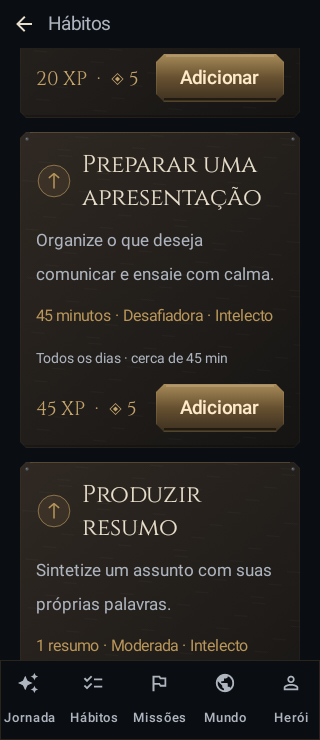 Hábitos
20 XP · 5
Adicionar
Preparar uma
apresentação
Organize o que deseja
comunicar e ensaie com calma.
45 minutos · Desafiadora · Intelecto
Todos os dias · cerca de 45 min
45 XP · 5
Adicionar
Produzir
resumo
Sintetize um assunto com suas
próprias palavras.
1 resumo · Moderada · Intelecto
Jornada Hábitos Missões Mundo Herói